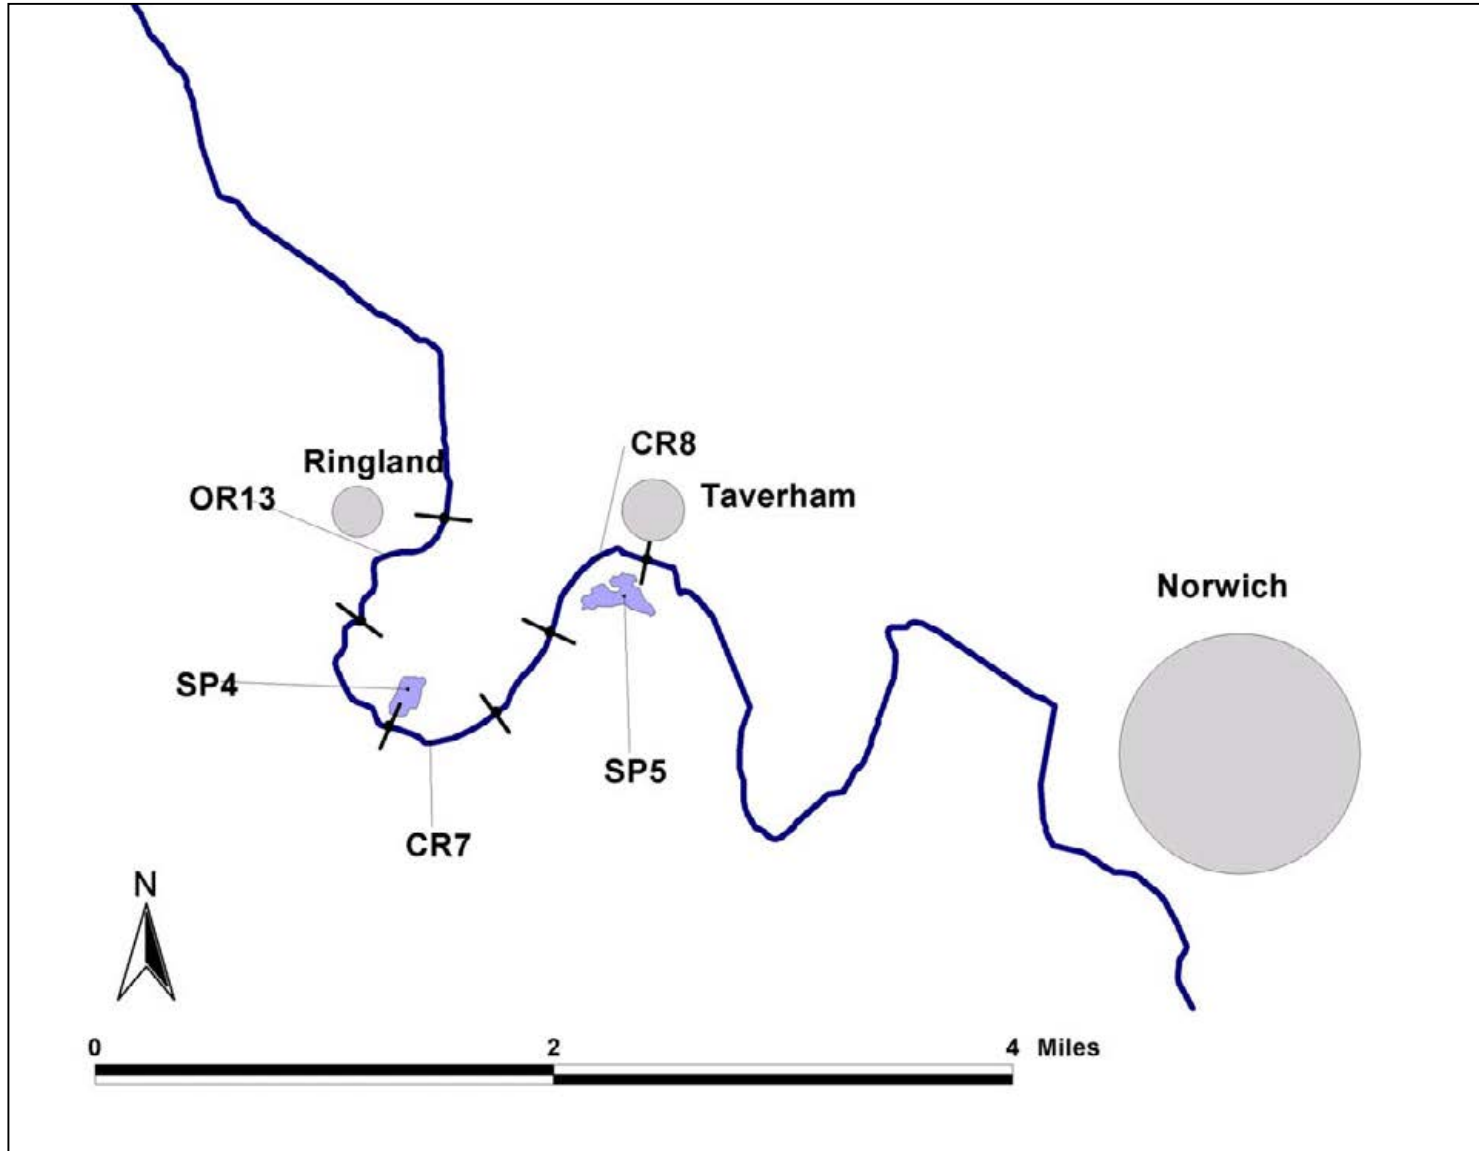 CR8
Ringland
OR13
Taverham
Norwich
SP4
SP5
CR7
N
0 2 4 Miles